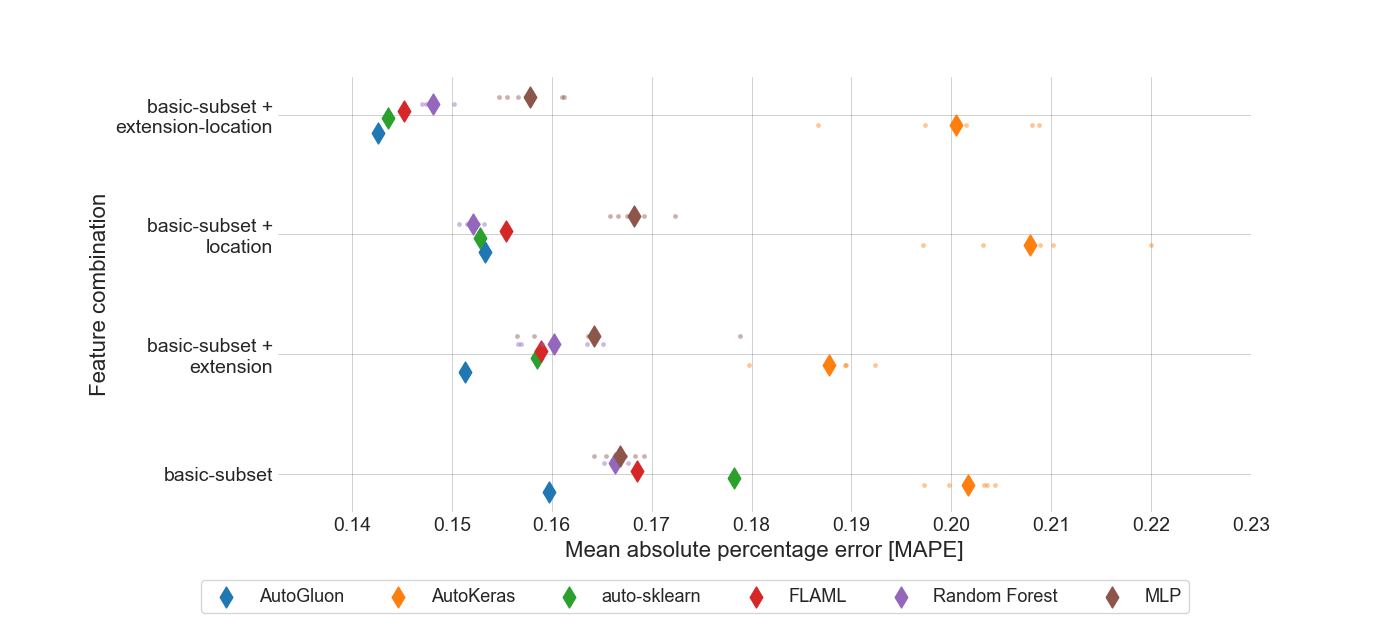 basic-subset +
extension-location
basic-subset +
location
basic-subset +
extension
basic-subset
Feature combination
0.14 0.15 0.16 0.17 0.18 0.19 0.20 0.21 0.22 0.23
Mean absolute percentage error [MAPE]
AutoGluon AutoKeras auto-sklearn FLAML Random Forest MLP